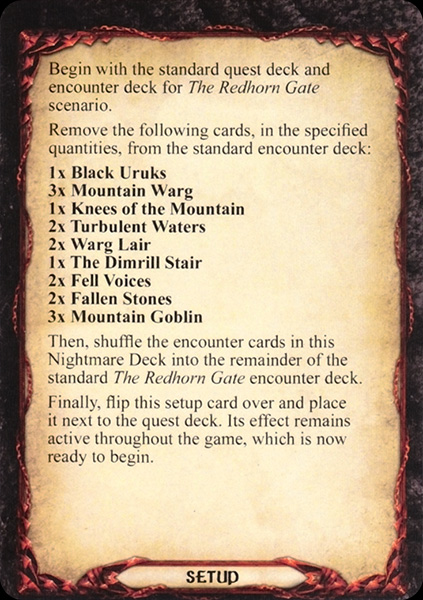 Begin with the standard quest deck and
encounter deck for The Redhorn Gate
scenario.
Remove the following cards, in the specified
quantities, from the standard encounter deck:
1x Black Uruks
3x Mountain Warg
1x Knees of the Mountain
2x Turbulent Waters
2x Warg Lair
1x The Dimrill Stair
2x Fell Voices
2x Fallen Stones
3x Mountain Goblin
Then, shuffle the encounter cards in this
Nightmare Deck into the remainder of the
standard The Redhorn Gate encounter deck.
Finally, flip this setup card over and place
it next to the quest deck. Its effect remains
active throughout the game, which is now
ready to begin.
SETUP